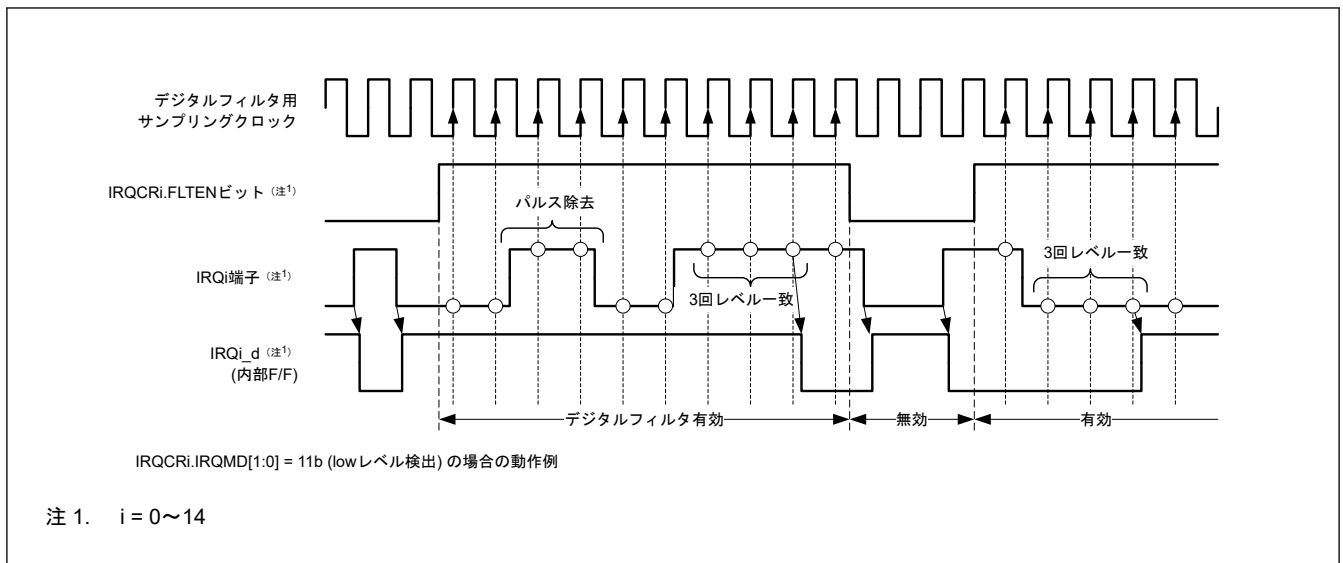 デジタルフィルタ用
サンプリングクロック
IRQCRi.FLTENビット（注1）
パルス除去
IRQi端子（注1）
3回レベル一致
3回レベル一致
IRQi_d（注1）
(内部F/F)
デジタルフィルタ有効
無効
有効
IRQCRi.IRQMD[1:0] = 11b (lowレベル検出) の場合の動作例
注 1. i = 0～14